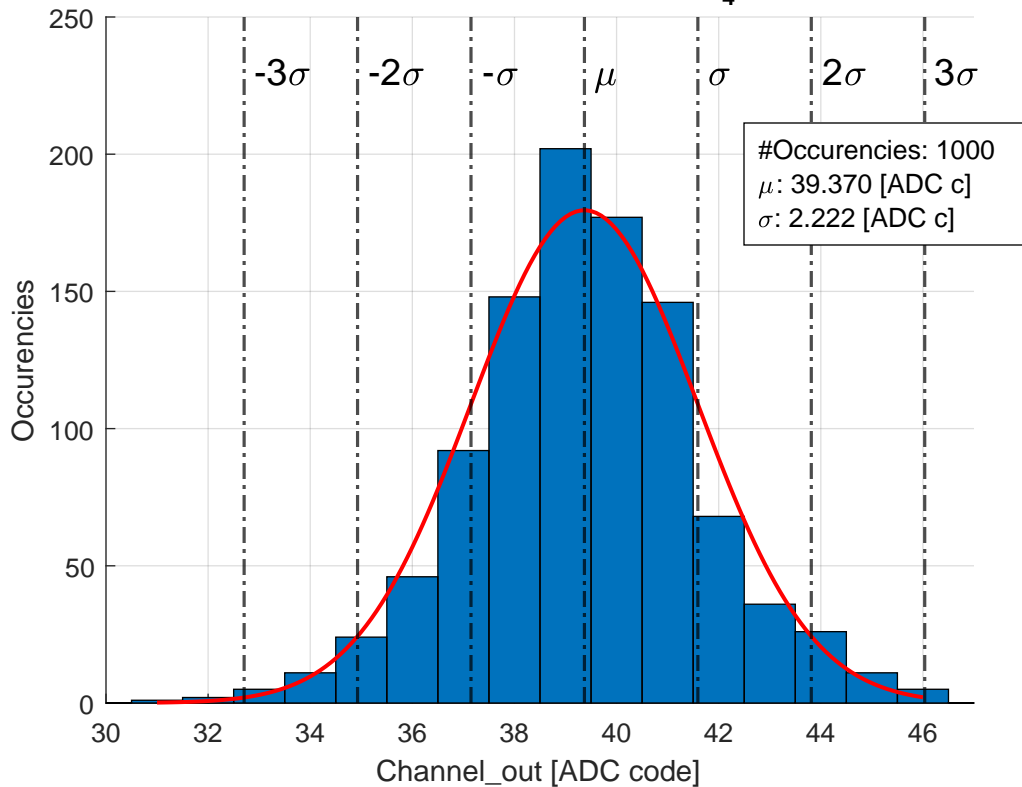 4
250
200
150
100
50
0
-3σ
-2σ
-σ
μ
σ
2σ
3σ
#Occurencies: 1000
μ: 39.370 [ADC c]
σ: 2.222 [ADC c]
Occurencies
30 32 34 36 38 40 42 44 46
Channel_out [ADC code]